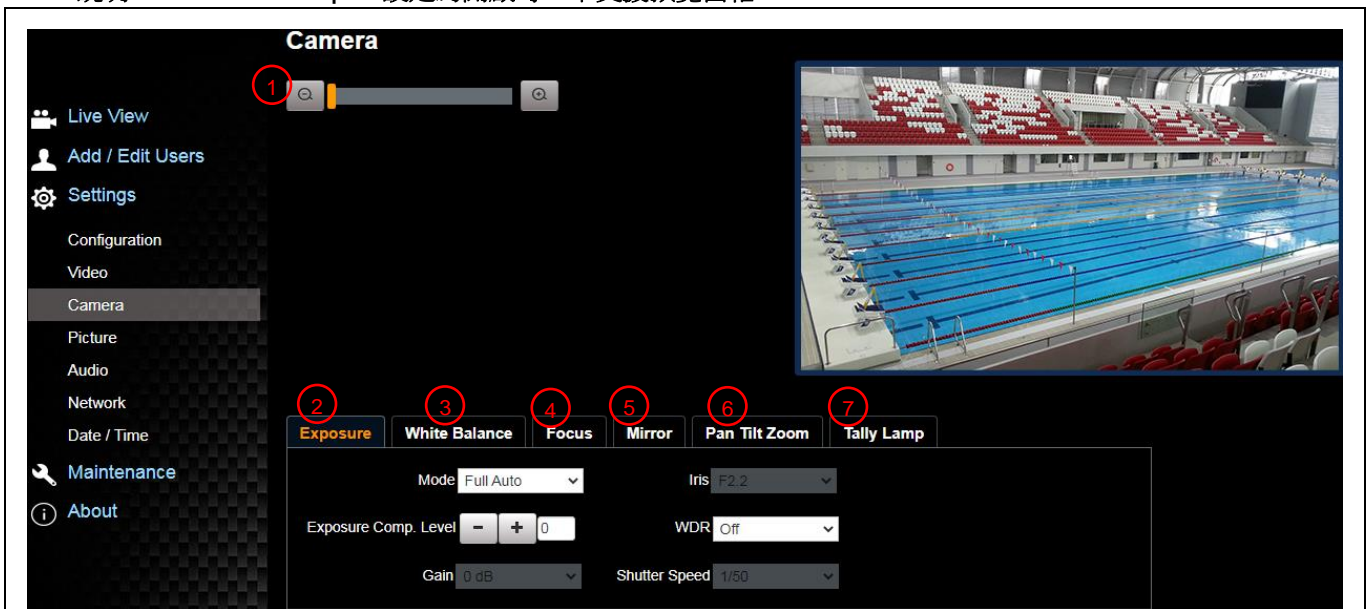 Camera
1
Live View
Add / Edit Users
Settings
Configuration
Video
Camera
Picture
Audio
Network
Date / Time
Maintenance
About
2 3 4 5 6 7
Exposure White Balance Focus Mirror Pan Tilt Zoom Tally Lamp
Mode Full Auto Iris F2.2
Exposure Comp. Level - + 0 WDR Off
Gain 0 dB Shutter Speed 1/50